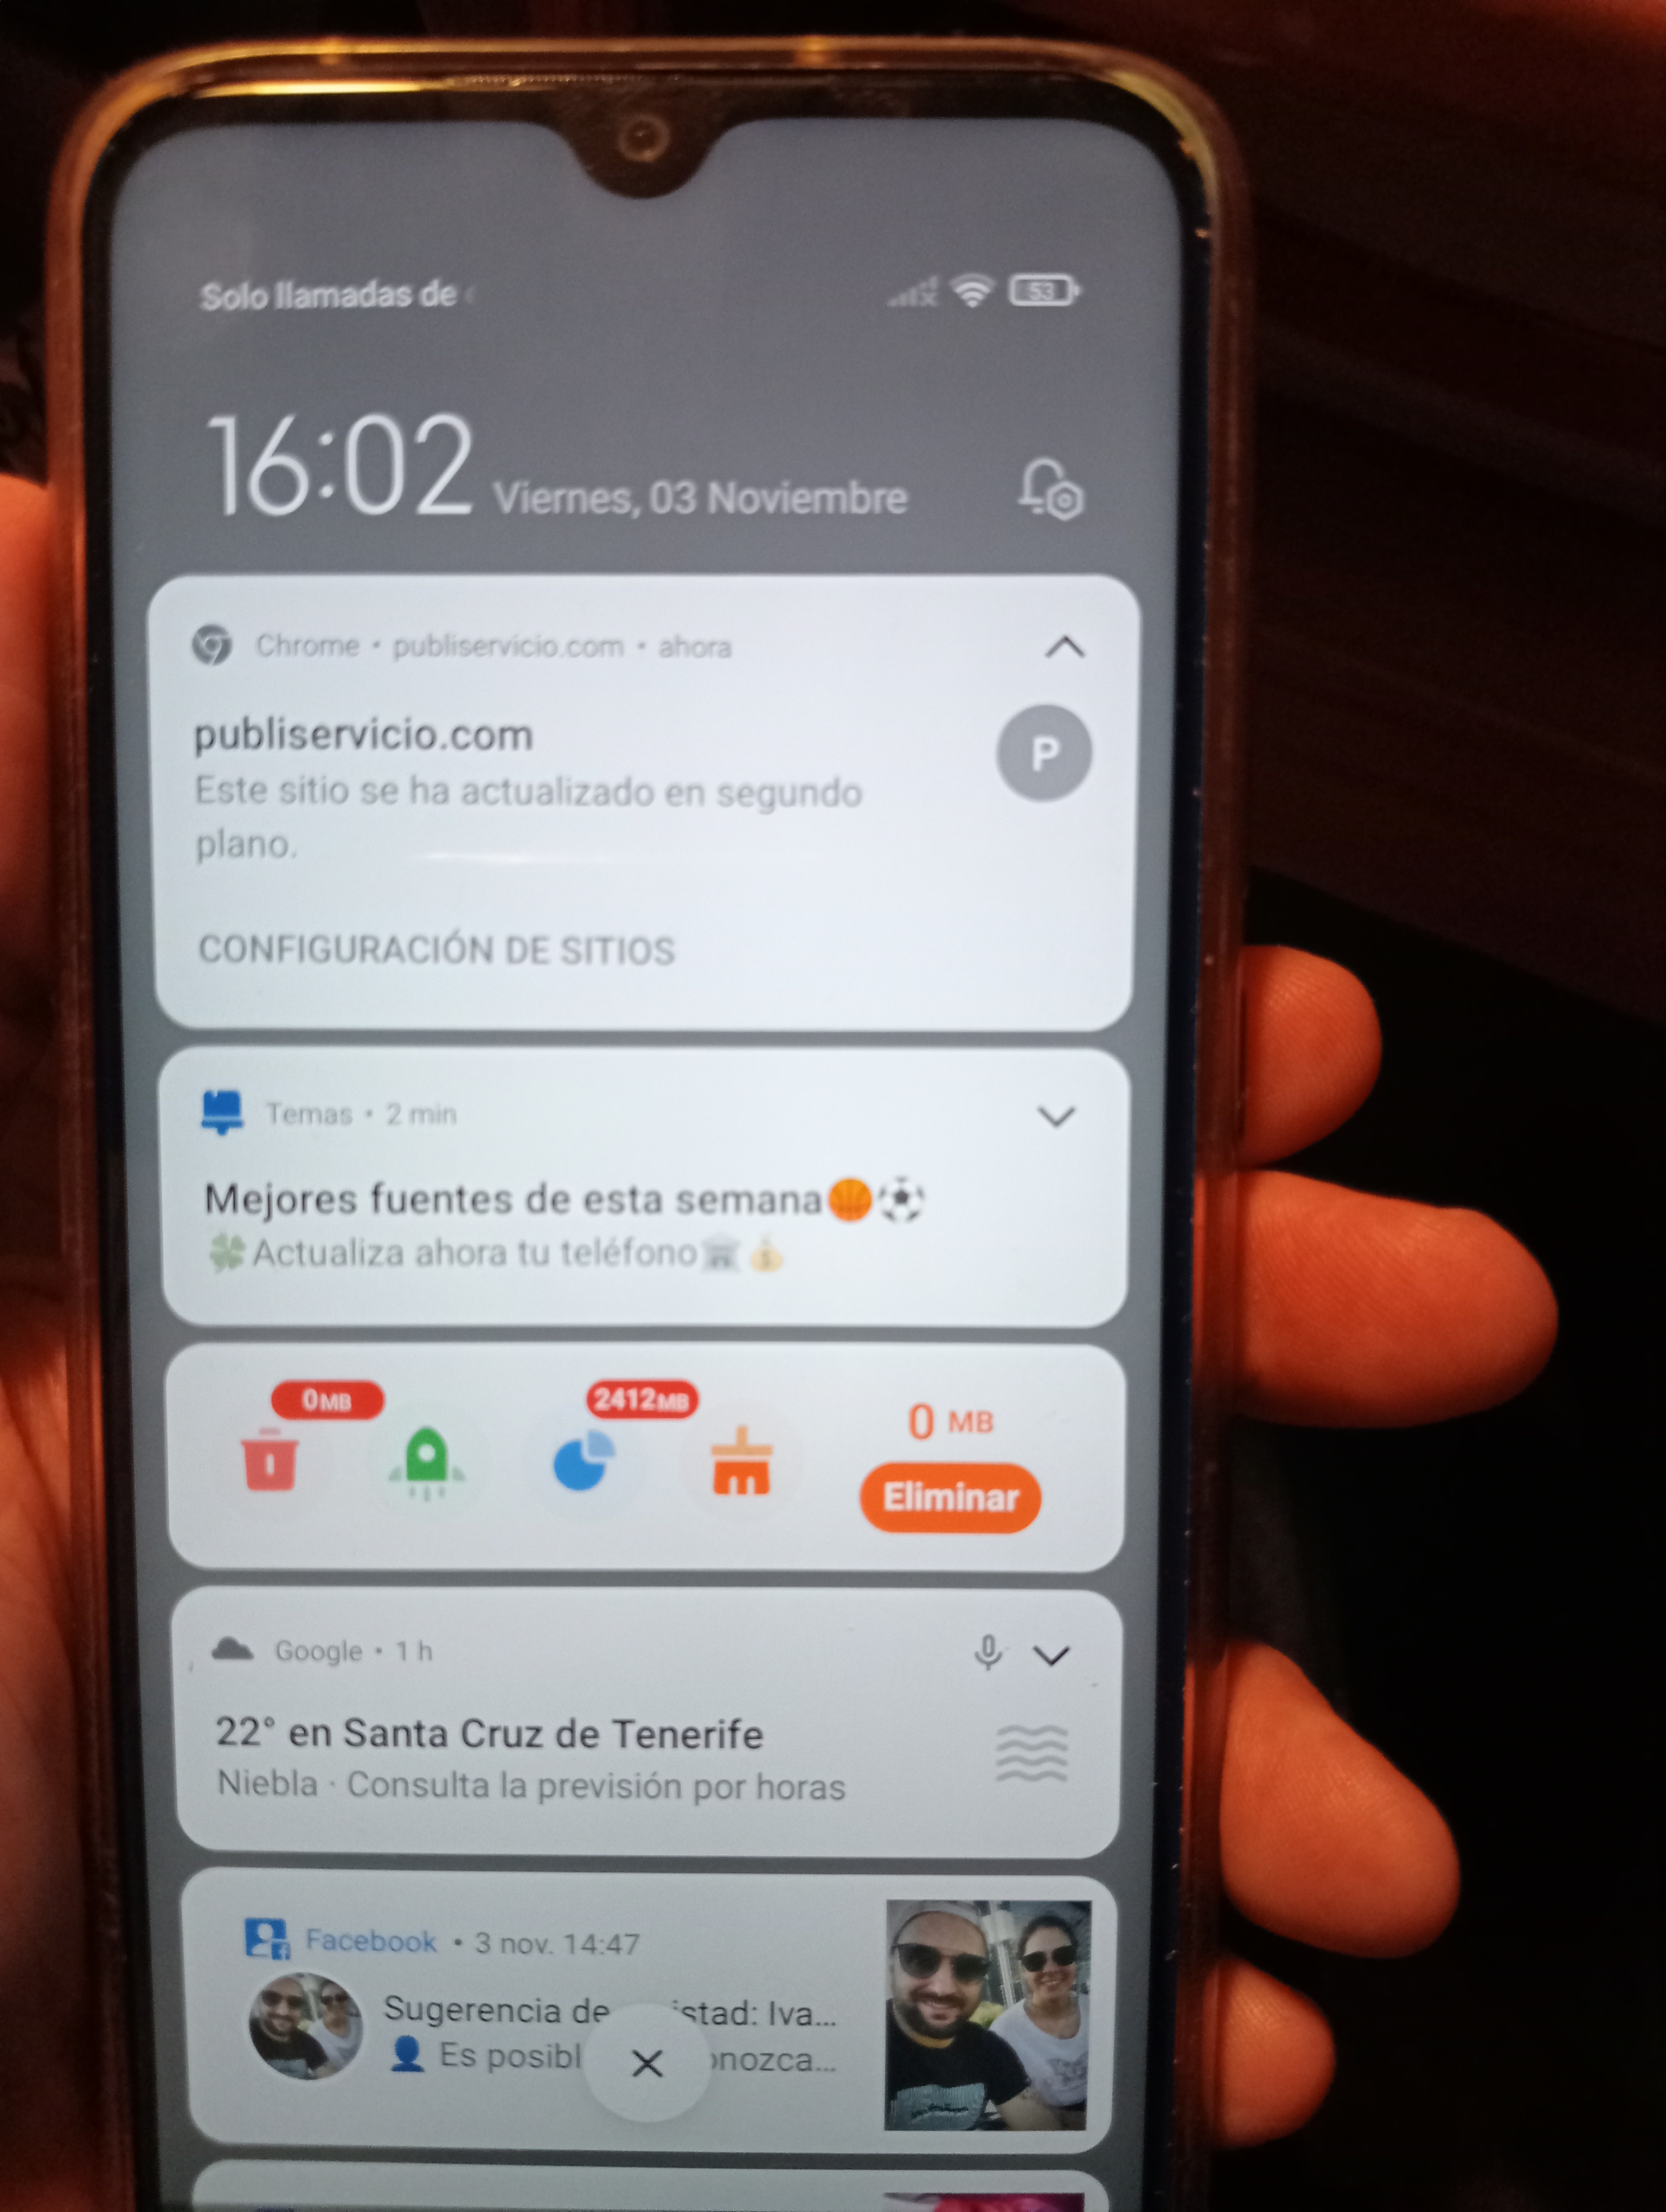 Solo llamadas de
53
16:02 Viernes, 03 Noviembre
Chrome • publiservicio.com • ahora
publiservicio.com
P
Este sitio se ha actualizado en segundo
plano.
CONFIGURACIÓN DE SITIOS
Temas • 2 min
Mejores fuentes de esta semana🏀⚽
🍀Actualiza ahora tu teléfono🏛💰
0MB
2412MB
0 MB
Eliminar
Google • 1 h
22° en Santa Cruz de Tenerife
Niebla · Consulta la previsión por horas
Facebook • 3 nov. 14:47
Sugerencia de istad: Iva...
👤 Es posibl onozca...